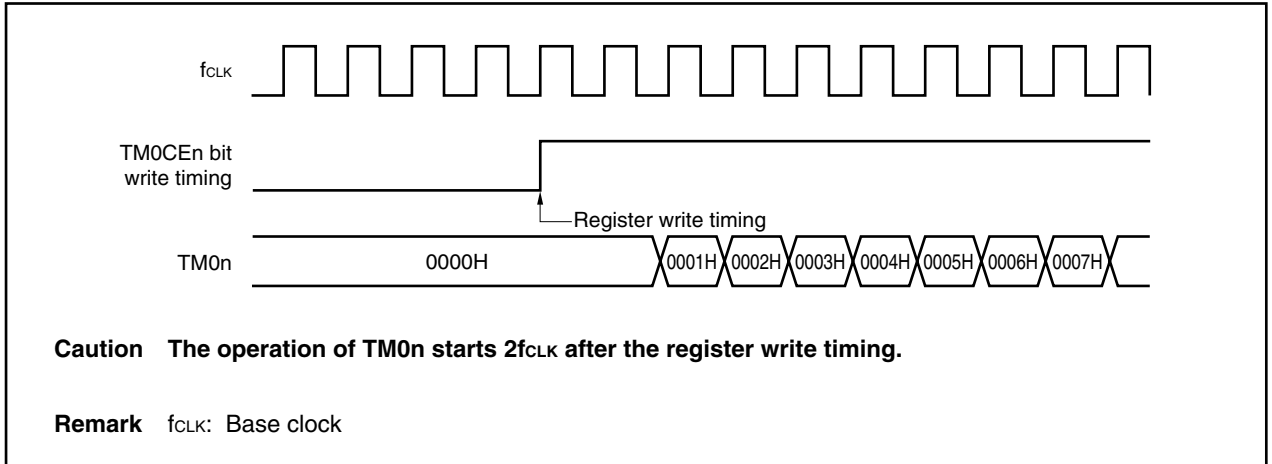 fCLK
TM0CEn bit
write timing
Register write timing
TM0n
0000H
0001H 0002H 0003H 0004H 0005H 0006H 0007H
Caution The operation of TM0n starts 2fCLK after the register write timing.
Remark fCLK: Base clock